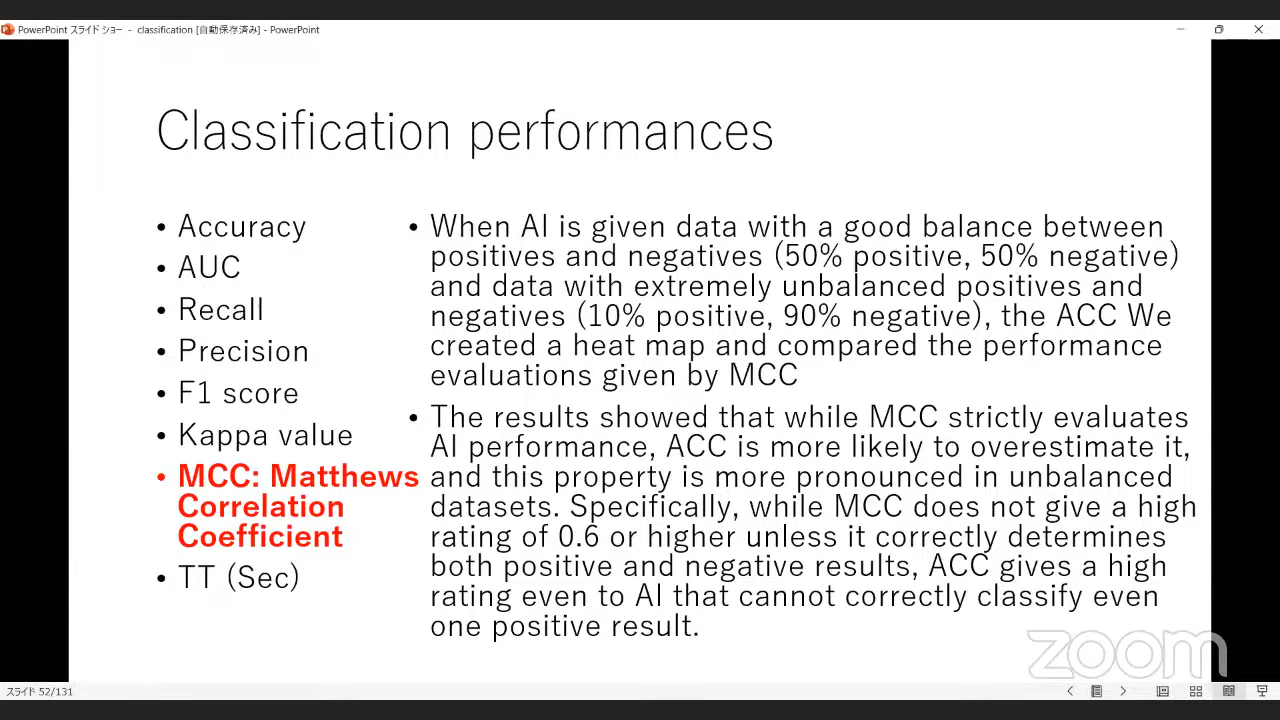 PowerPoint スライド ショー - classification [自動保存済み] - PowerPoint
Classification performances
• Accuracy
• AUC
• Recall
• Precision
• F1 score
• Kappa value
• MCC: Matthews
Correlation
Coefficient
• TT (Sec)
• When AI is given data with a good balance between
positives and negatives (50% positive, 50% negative)
and data with extremely unbalanced positives and
negatives (10% positive, 90% negative), the ACC We
created a heat map and compared the performance
evaluations given by MCC
• The results showed that while MCC strictly evaluates
AI performance, ACC is more likely to overestimate it,
and this property is more pronounced in unbalanced
datasets. Specifically, while MCC does not give a high
rating of 0.6 or higher unless it correctly determines
both positive and negative results, ACC gives a high
rating even to AI that cannot correctly classify even
one positive result.
zoom
スライド 52/131